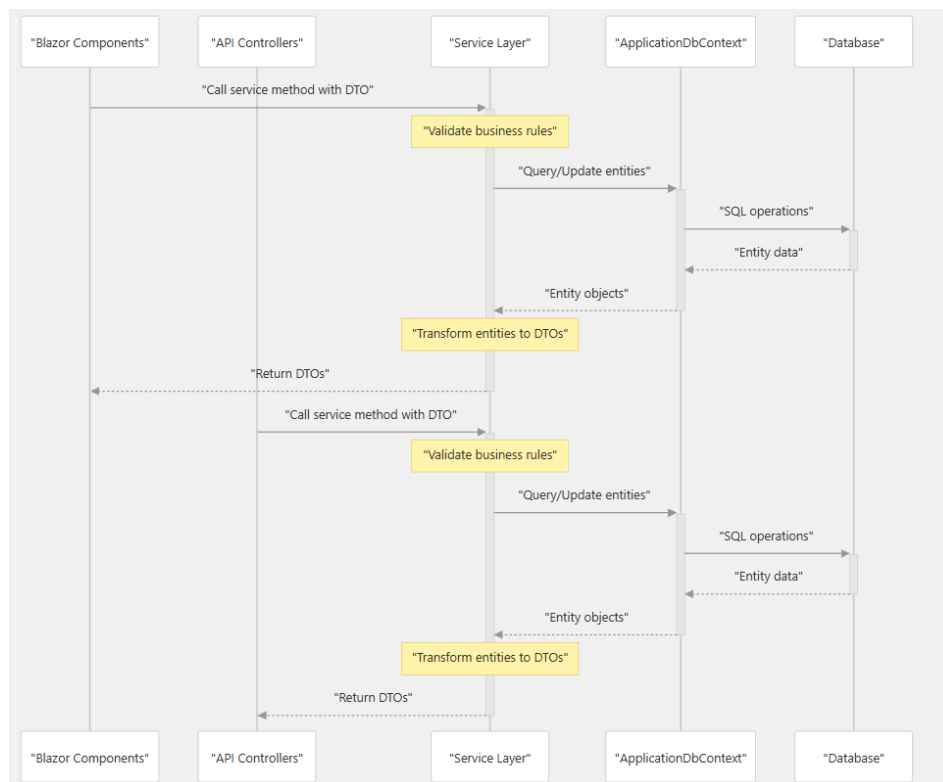 "Blazor Components" "API Controllers" "Service Layer" "ApplicationDbContext" "Database"
"Call service method with DTO"
"Validate business rules"
"Query/Update entities"
"SQL operations"
"Entity data"
"Entity objects"
"Transform entities to DTOs"
"Return DTOs"
"Call service method with DTO"
"Validate business rules"
"Query/Update entities"
"SQL operations"
"Entity data"
"Entity objects"
"Transform entities to DTOs"
"Return DTOs"
"Blazor Components" "API Controllers" "Service Layer" "ApplicationDbContext" "Database"